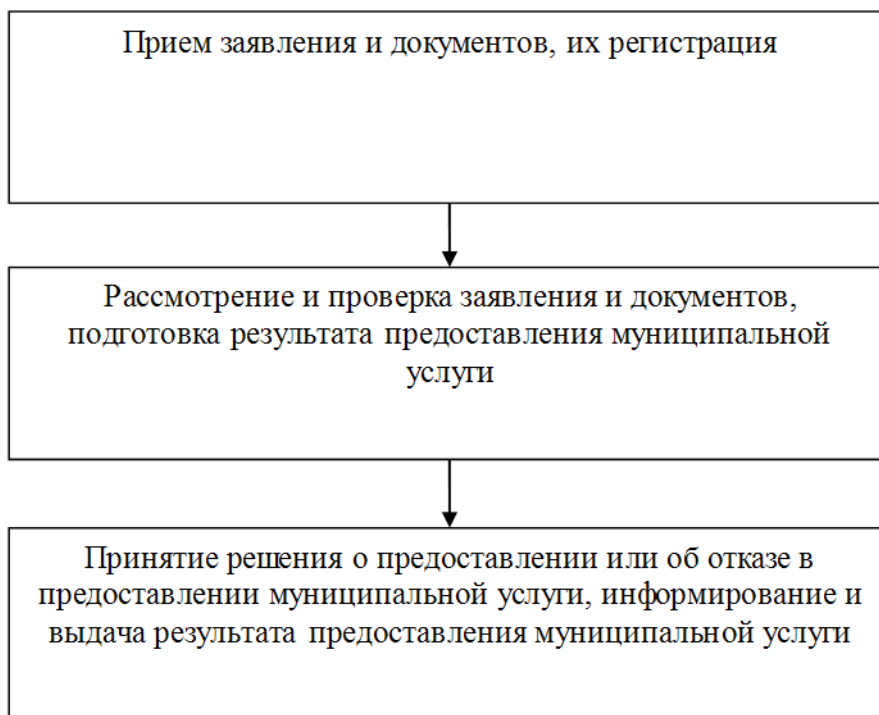 Прием заявления и документов, их регистрация
Рассмотрение и проверка заявления и документов,
подготовка результата предоставления муниципальной
услуги
Принятие решения о предоставлении или об отказе в
предоставлении муниципальной услуги, информирование и
выдача результата предоставления муниципальной услуги